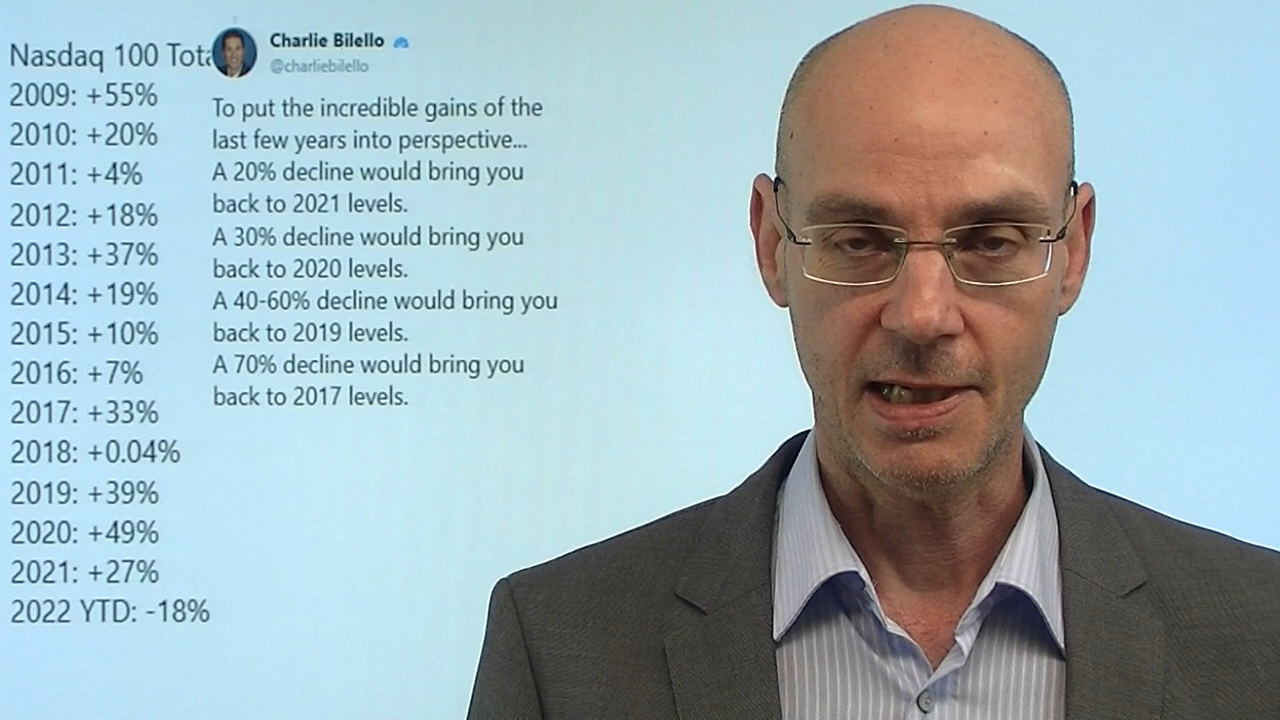 Nasdaq 100 Tota
2009: +55%
2010: +20%
2011: +4%
2012: +18%
2013: +37%
2014: +19%
2015: +10%
2016: +7%
2017: +33%
2018: +0.04%
2019: +39%
2020: +49%
2021: +27%
2022 YTD: -18%
Charlie Bilello
@charliebilello
To put the incredible gains of the
last few years into perspective...
A 20% decline would bring you
back to 2021 levels.
A 30% decline would bring you
back to 2020 levels.
A 40-60% decline would bring you
back to 2019 levels.
A 70% decline would bring you
back to 2017 levels.